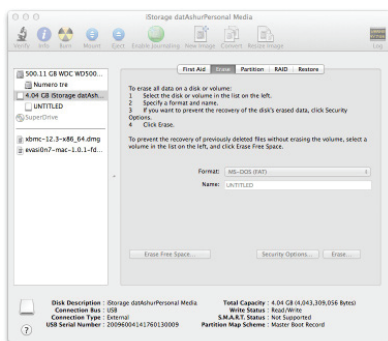 iStorage datAshurPersonal Media
Verify Info Burn Mount Eject Enable Journaling New Image Convert Resize Image Log
500.11 GB WDC WD500...
Numero tre
4.04 GB iStorage datAsh...
UNTITLED
SuperDrive
xbmc-12.3-x86_64.dmg
evasi0n7-mac-1.0.1-fd...
First Aid Erase Partition RAID Restore
To erase all data on a disk or volume:
1 Select the disk or volume in the list on the left.
2 Specify a format and name.
3 If you want to prevent the recovery of the disk's erased data, click Security
Options.
4 Click Erase.
To prevent the recovery of previously deleted files without erasing the volume, select a
volume in the list on the left, and click Erase Free Space.
Format: MS-DOS (FAT)
Name: UNTITLED
Erase Free Space... Security Options... Erase...
Disk Description : iStorage datAshurPersonal Media Total Capacity : 4.04 GB (4,043,309,056 Bytes)
Connection Bus : USB Write Status : Read/Write
Connection Type : External S.M.A.R.T. Status : Not Supported
USB Serial Number : 20096004141760130009 Partition Map Scheme : Master Boot Record
?